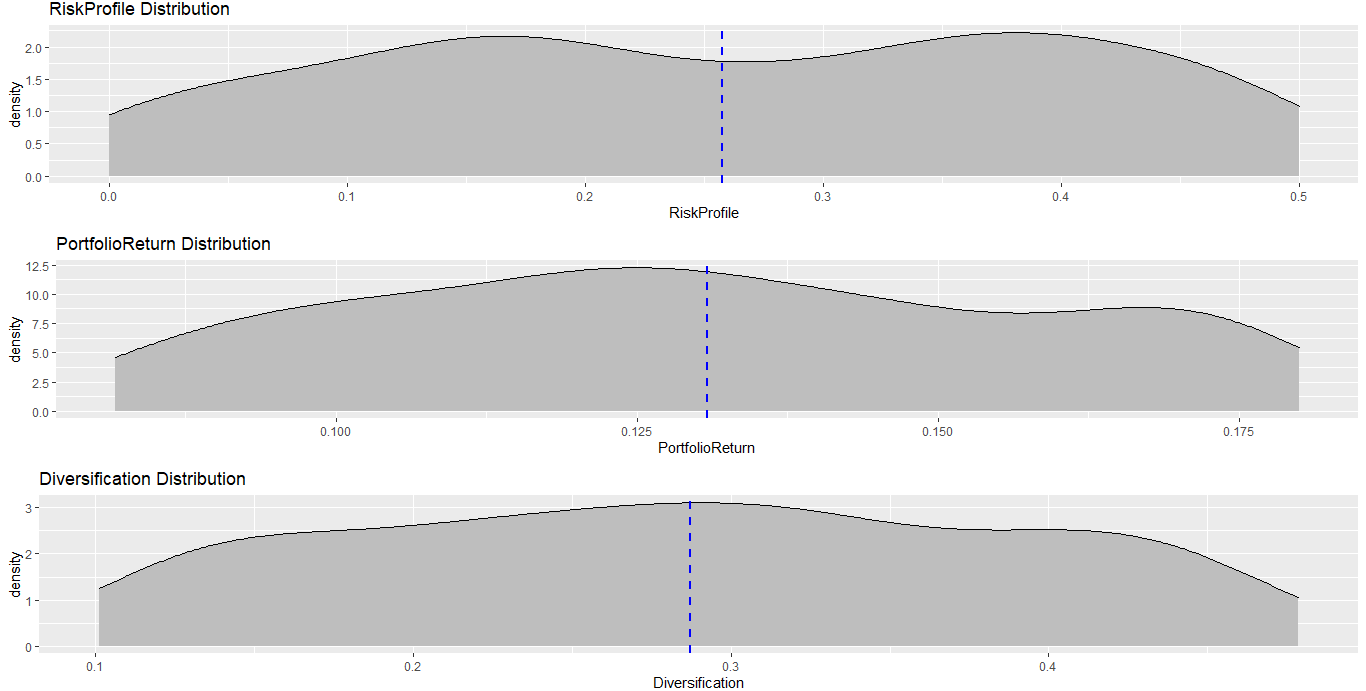 RiskProfile Distribution
density
2.0
1.5
1.0
0.5
0.0
0.0 0.1 0.2 0.3 0.4 0.5
RiskProfile
PortfolioReturn Distribution
density
12.5
10.0
7.5
5.0
2.5
0.0
0.100 0.125 0.150 0.175
PortfolioReturn
Diversification Distribution
density
3
2
1
0
0.1 0.2 0.3 0.4
Diversification